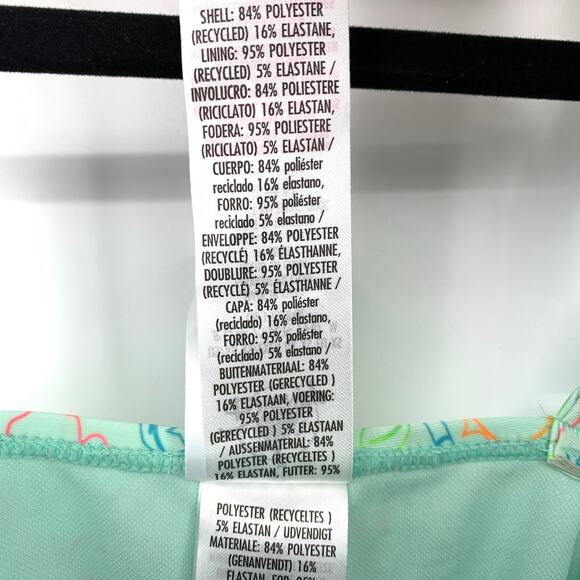 SHELL: 84% POLYESTER
(RECYCLED) 16% ELASTANE,
LINING: 95% POLYESTER
(RECYCLED) 5% ELASTANE /
INVOLUCRO: 84% POLIESTERE
(RICICLATO) 16% ELASTAN,
FODERA: 95% POLIESTERE
(RICICLATO) 5% ELASTAN /
CUERPO: 84% poliéster
reciclado 16% elastano,
FORRO: 95% poliéster
reciclado 5% elastano /
ENVELOPPE: 84% POLYESTER
(RECYCLÉ) 16% ÉLASTHANNE,
DOUBLURE: 95% POLYESTER
(RECYCLÉ) 5% ÉLASTHANNE
/ CAPA: 84% poliéster
(reciclado) 16% elastano,
FORRO: 95% poliéster
(reciclado) 5% elastano /
BUITENMATERIAAL: 84%
POLYESTER (GERECYCLED )
16% ELASTAAN, VOERING:
95% POLYESTER
(GERECYCLED ) 5% ELASTAAN
/ AUSSENMATERIAL: 84%
POLYESTER (RECYCELTES )
16% ELASTAN, FUTTER: 95%
POLYESTER (RECYCELTES )
5% ELASTAN / UDVENDIGT
MATERIALE: 84% POLYESTER
(GENANVENDT) 16%
ELASTAN, FOR: 95%